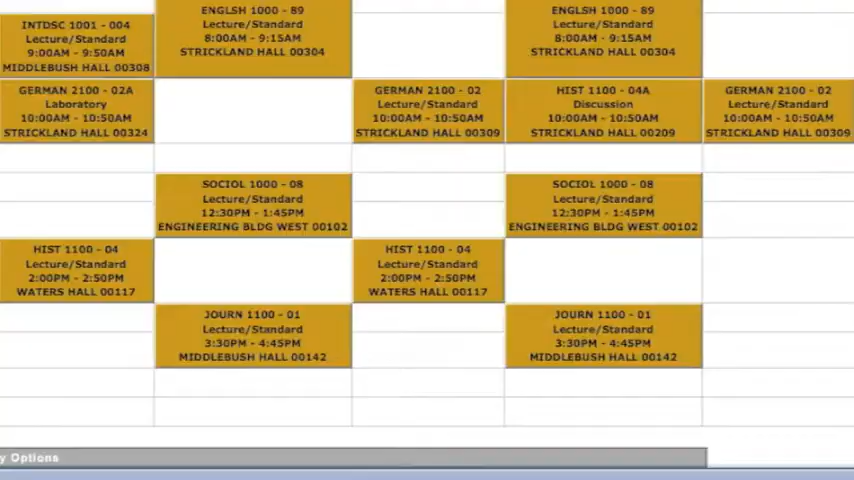 INTDSC 1001 - 004
Lecture/Standard
9:00AM - 9:50AM
MIDDLEBUSH HALL 00308
ENGLSH 1000 - 89
Lecture/Standard
8:00AM - 9:15AM
STRICKLAND HALL 00304
ENGLSH 1000 - 89
Lecture/Standard
8:00AM - 9:15AM
STRICKLAND HALL 00304
GERMAN 2100 - 02A
Laboratory
10:00AM - 10:50AM
STRICKLAND HALL 00324
GERMAN 2100 - 02
Lecture/Standard
10:00AM - 10:50AM
STRICKLAND HALL 00309
HIST 1100 - 04A
Discussion
10:00AM - 10:50AM
STRICKLAND HALL 00209
GERMAN 2100 - 02
Lecture/Standard
10:00AM - 10:50AM
STRICKLAND HALL 00309
SOCIOL 1000 - 08
Lecture/Standard
12:30PM - 1:45PM
ENGINEERING BLDG WEST 00102
SOCIOL 1000 - 08
Lecture/Standard
12:30PM - 1:45PM
ENGINEERING BLDG WEST 00102
HIST 1100 - 04
Lecture/Standard
2:00PM - 2:50PM
WATERS HALL 00117
HIST 1100 - 04
Lecture/Standard
2:00PM - 2:50PM
WATERS HALL 00117
JOURN 1100 - 01
Lecture/Standard
3:30PM - 4:45PM
MIDDLEBUSH HALL 00142
JOURN 1100 - 01
Lecture/Standard
3:30PM - 4:45PM
MIDDLEBUSH HALL 00142
y Options